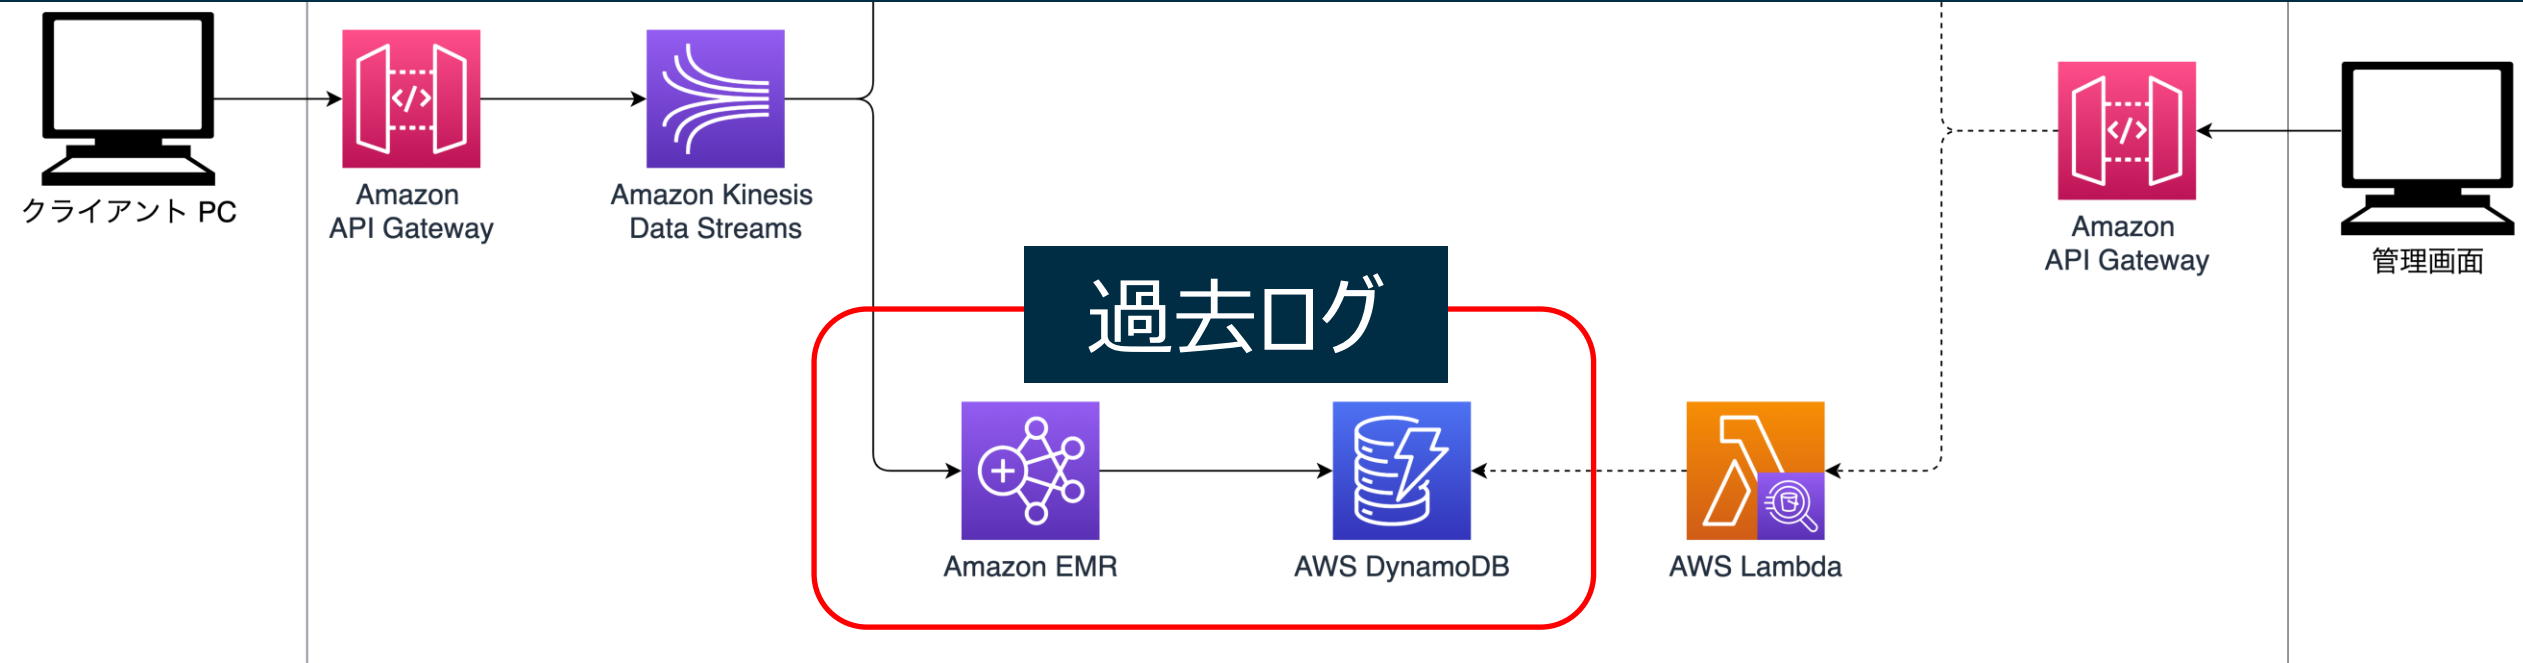 クライアント PC
Amazon
API Gateway
Amazon Kinesis
Data Streams
Amazon
API Gateway
管理画面
過去ログ
Amazon EMR
AWS DynamoDB
AWS Lambda